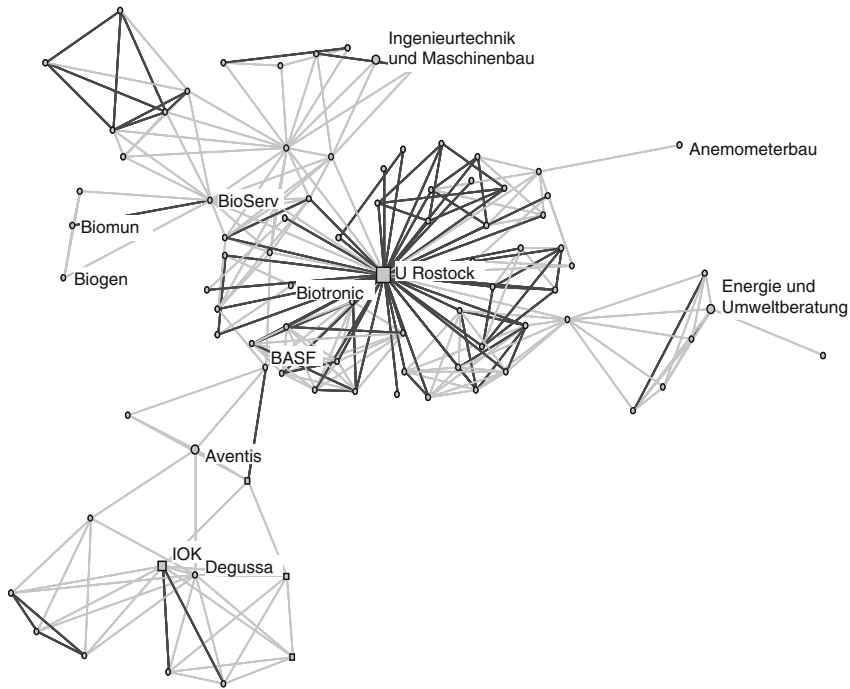 Ingenieurtechnik
und Maschinenbau
Anemometerbau
BioServ
Biomun
Biogen
U Rostock
Biotronic
Energie und
Umweltberatung
BASF
Aventis
IOK
Degussa